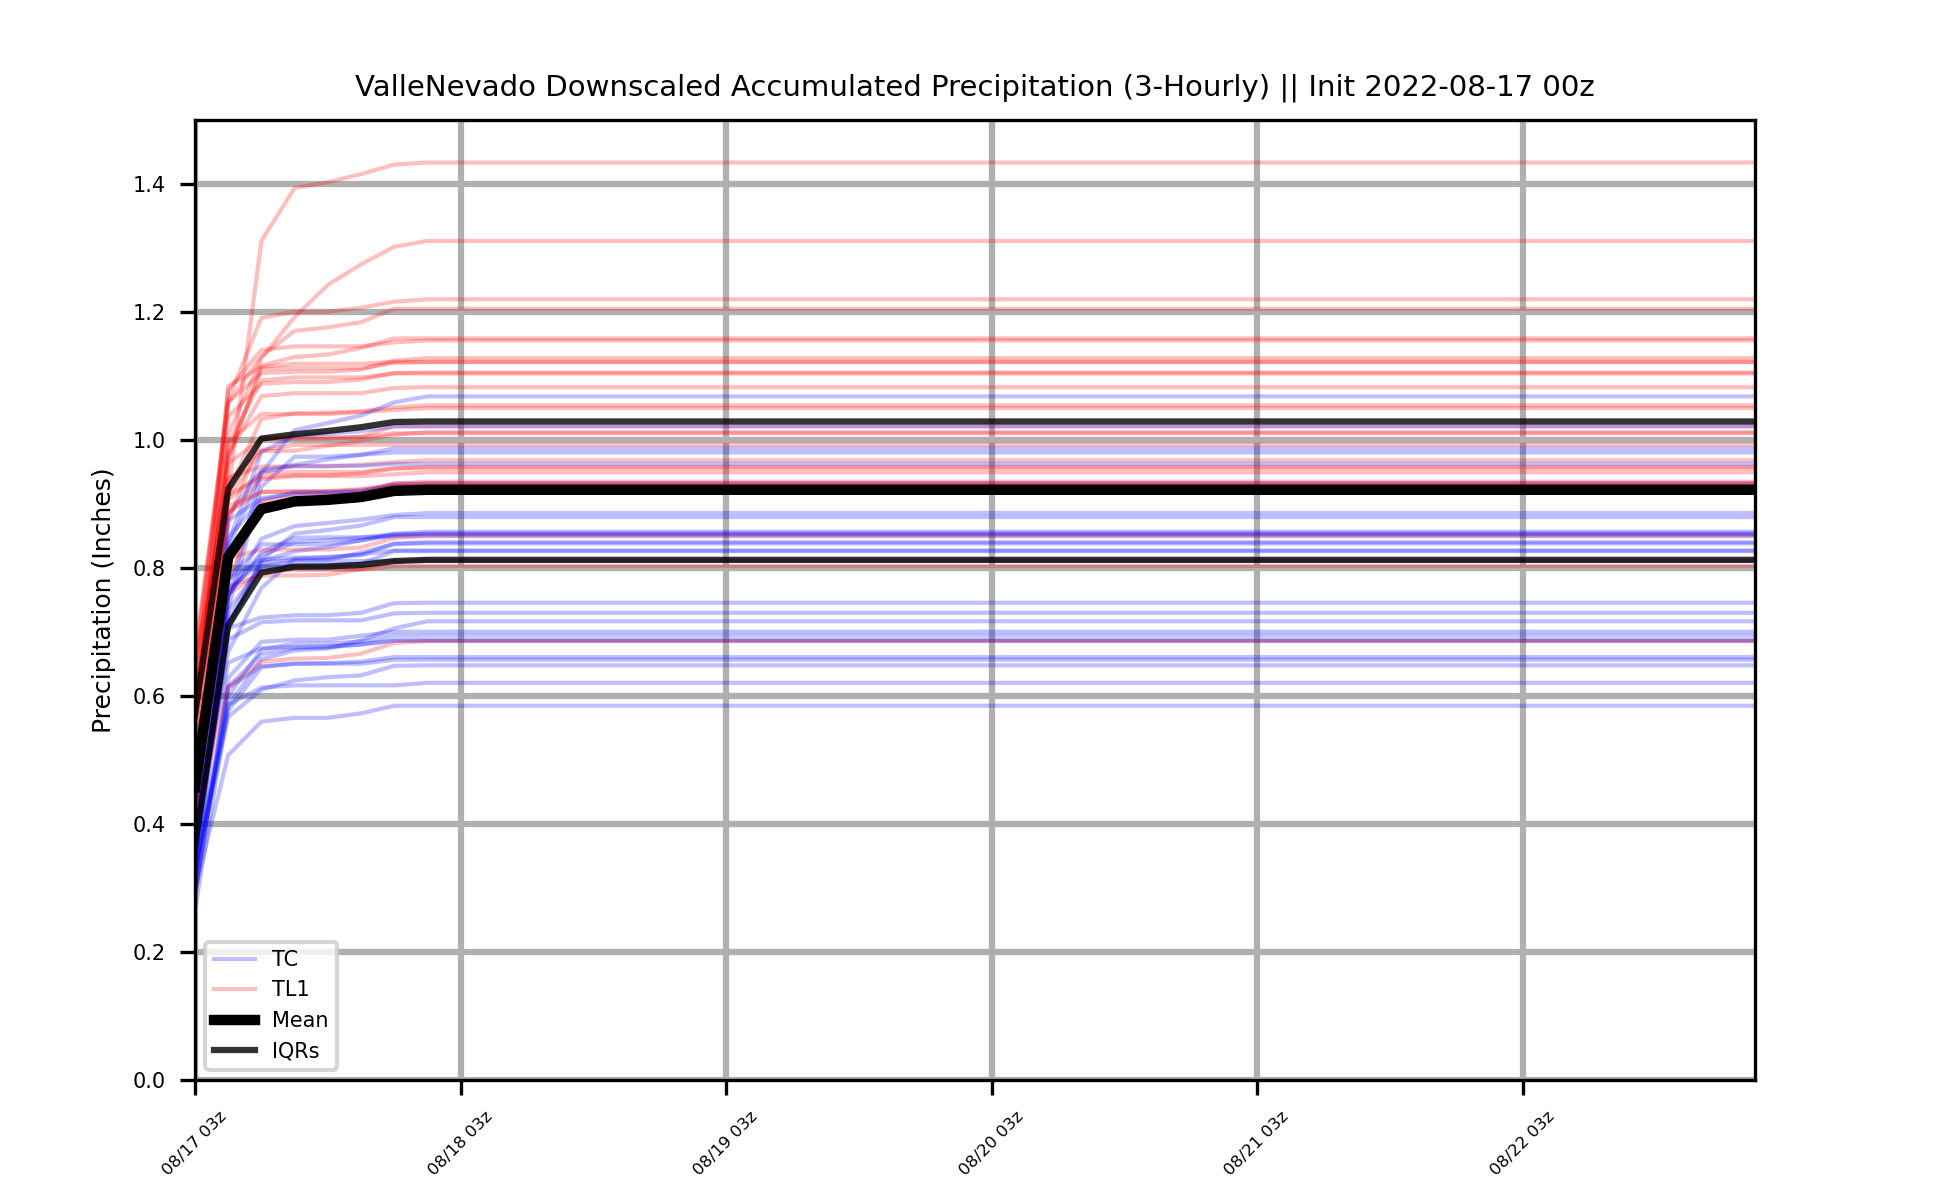 ValleNevado Downscaled Accumulated Precipitation (3-Hourly) || Init 2022-08-17 00z
Precipitation (Inches)
1.4
1.2
1.0
0.8
0.6
0.4
0.2
0.0
TC
TL1
Mean
IQRs
08/17 03z
08/18 03z
08/19 03z
08/20 03z
08/21 03z
08/22 03z